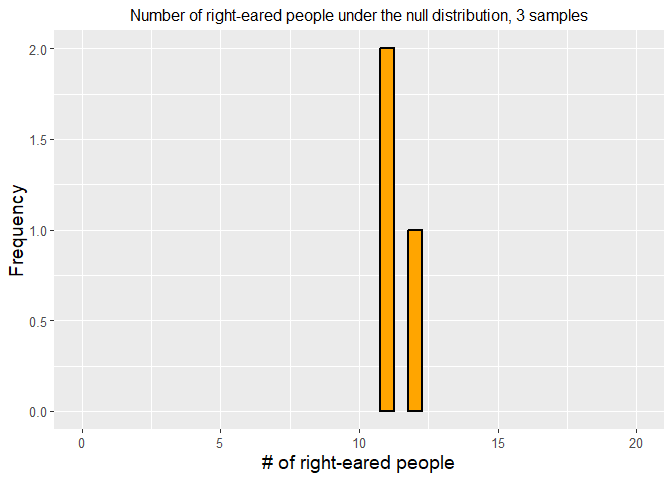 Number of right-eared people under the null distribution, 3 samples
2.0
1.5
1.0
0.5
0.0
Frequency
0 5 10 15 20
# of right-eared people